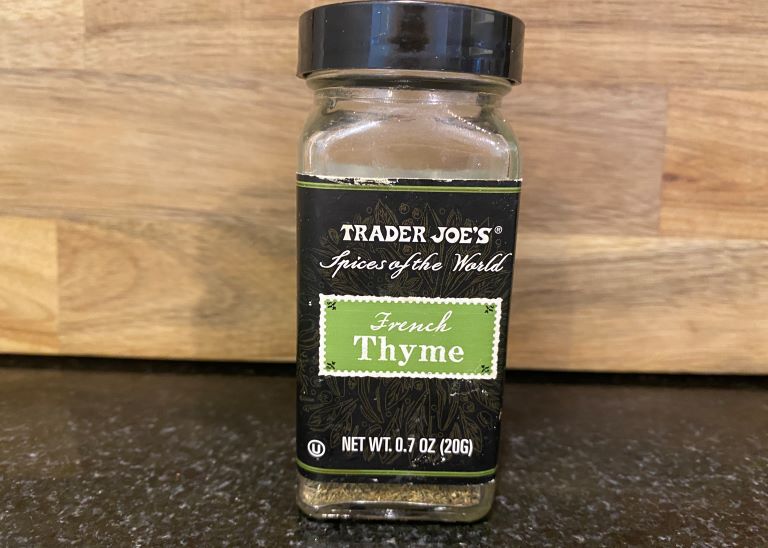 TRADER JOE'S®
Spices of the World
French
Thyme
U
NET WT. 0.7 OZ (20G)